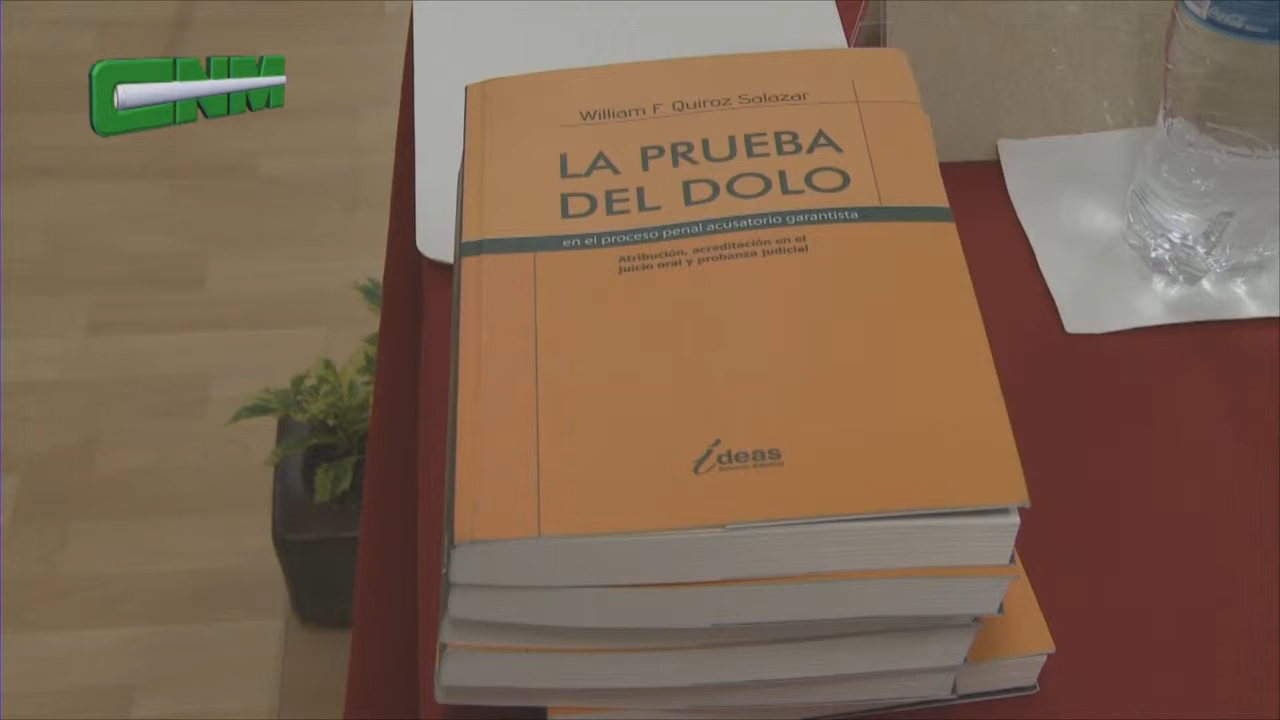 CNM
William F Quiroz Salazar
LA PRUEBA
DEL DOLO
en el proceso penal acusatorio garantista
Atribución, acreditación en el
juicio oral y probanza judicial
ideas